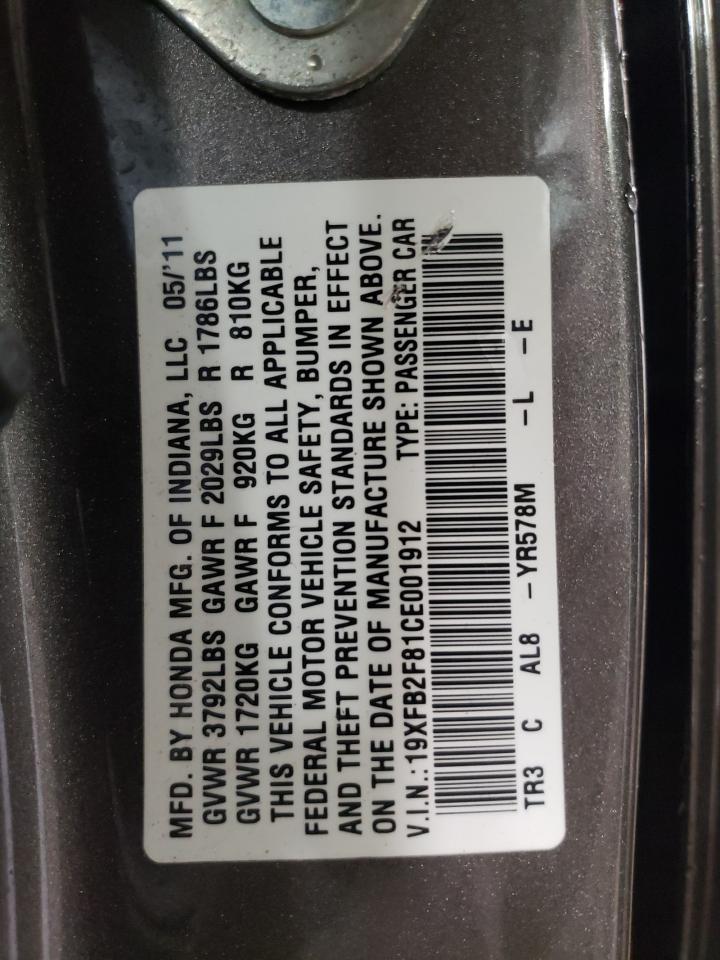 MFD. BY HONDA MFG. OF INDIANA, LLC 05/'11
GVWR 3792LBS GAWR F 2029LBS R 1786LBS
GVWR 1720KG GAWR F 920KG R 810KG
THIS VEHICLE CONFORMS TO ALL APPLICABLE
FEDERAL MOTOR VEHICLE SAFETY, BUMPER,
AND THEFT PREVENTION STANDARDS IN EFFECT
ON THE DATE OF MANUFACTURE SHOWN ABOVE.
V.I.N.:19XFB2F81CE001912 TYPE: PASSENGER CAR
TR3 C AL8 - YR578M -L -E